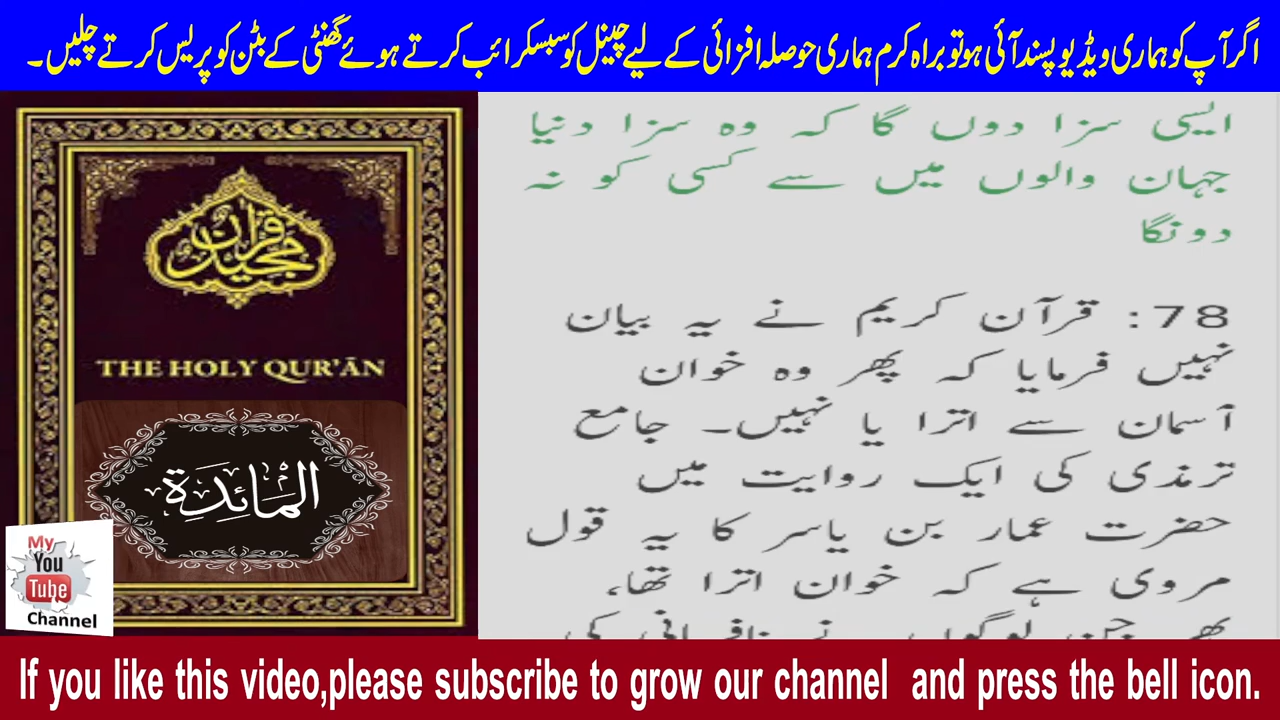 اگر آپ کو ہماری ویڈیو پسند آئی ہو تو براہ کرم ہماری حوصلہ افزائی کے لیے چینل کو سبسکرائب کرتے ہوئے گھنٹی کے بٹن کو پریس کرتے چلیں۔
قرآن مجید
THE HOLY QUR'ĀN
المَائِدَة
My
You
Tube
Channel
ایسی سزا دوں گا کہ وہ سزا دنیا
جہان والوں میں سے کسی کو نہ
دونگا
78: قرآن کریم نے یہ بیان
نہیں فرمایا کہ پھر وہ خوان
آسمان سے اترا یا نہیں۔ جامع
ترمذی کی ایک روایت میں
حضرت عمار بن یاسر کا یہ قول
مروی ہے کہ خوان اترا تھا،
If you like this video,please subscribe to grow our channel and press the bell icon.